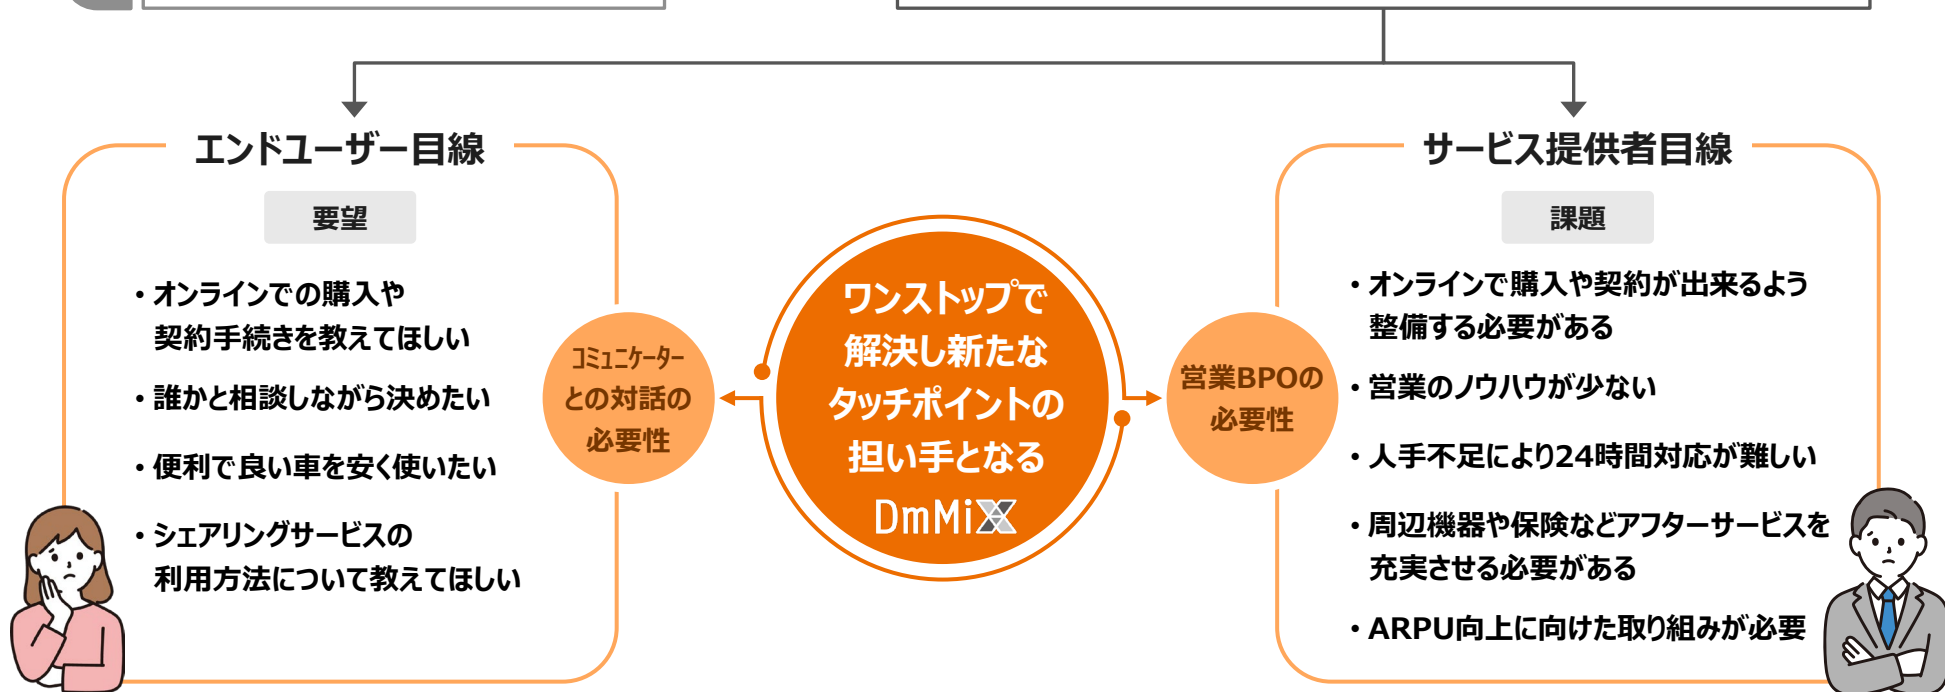 エンドユーザー目線
要望
・オンラインでの購入や
契約手続きを教えてほしい
・誰かと相談しながら決めたい
・便利で良い車を安く使いたい
・シェアリングサービスの
利用方法について教えてほしい
コミュニケーター
との対話の
必要性
ワンストップで
解決し新たな
タッチポイントの
担い手となる
DmMiX
営業BPOの
必要性
サービス提供者目線
課題
・オンラインで購入や契約が出来るよう
整備する必要がある
・営業のノウハウが少ない
・人手不足により24時間対応が難しい
・周辺機器や保険などアフターサービスを
充実させる必要がある
・ARPU向上に向けた取り組みが必要